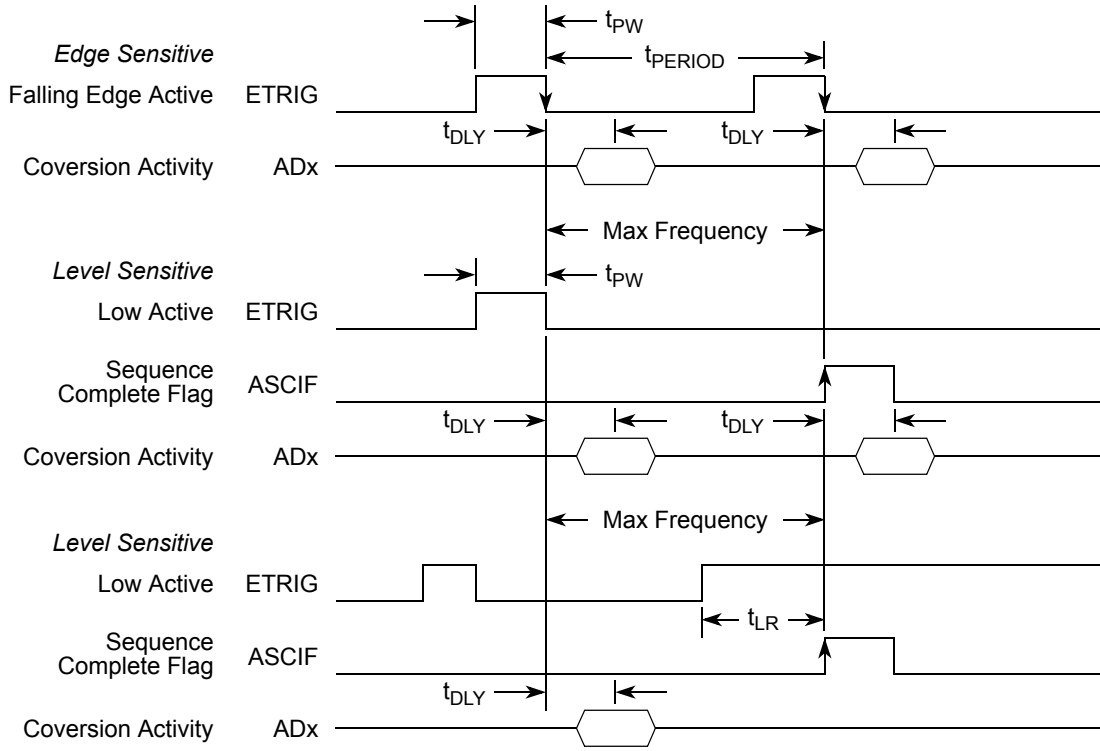 tPW
Edge Sensitive
tPERIOD
Falling Edge Active ETRIG
tDLY tDLY
Coversion Activity ADx
Max Frequency
Level Sensitive
tPW
Low Active ETRIG
Sequence
Complete Flag ASCIF
tDLY tDLY
Coversion Activity ADx
Max Frequency
Level Sensitive
Low Active ETRIG
tLR
Sequence
Complete Flag ASCIF
tDLY
Coversion Activity ADx